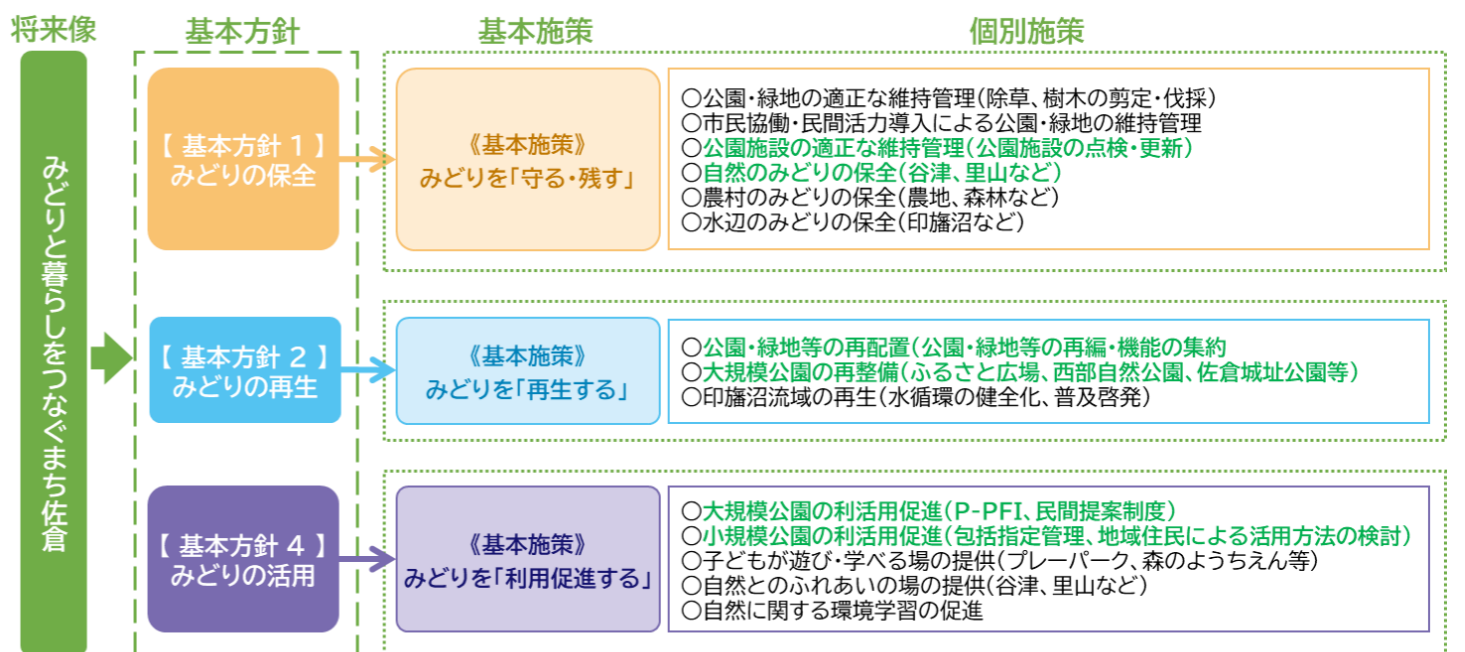 将来像
基本方針
基本施策
個別施策
みどりと暮らしをつなぐまち佐倉
【 基本方針 1 】
みどりの保全
《基本施策》
みどりを「守る・残す」
〇公園・緑地の適正な維持管理(除草、樹木の剪定・伐採)
〇市民協働・民間活力導入による公園・緑地の維持管理
〇公園施設の適正な維持管理(公園施設の点検・更新)
〇自然のみどりの保全(谷津、里山など)
〇農村のみどりの保全(農地、森林など)
〇水辺のみどりの保全(印旛沼など)
【 基本方針 2 】
みどりの再生
《基本施策》
みどりを「再生する」
〇公園・緑地等の再配置(公園・緑地等の再編・機能の集約
〇大規模公園の再整備(ふるさと広場、西部自然公園、佐倉城址公園等)
〇印旛沼流域の再生(水循環の健全化、普及啓発)
【 基本方針 4 】
みどりの活用
《基本施策》
みどりを「利用促進する」
〇大規模公園の利活用促進(P-PFI、民間提案制度)
〇小規模公園の利活用促進(包括指定管理、地域住民による活用方法の検討)
〇子どもが遊び・学べる場の提供(プレーパーク、森のようちえん等)
〇自然とのふれあいの場の提供(谷津、里山など)
〇自然に関する環境学習の促進